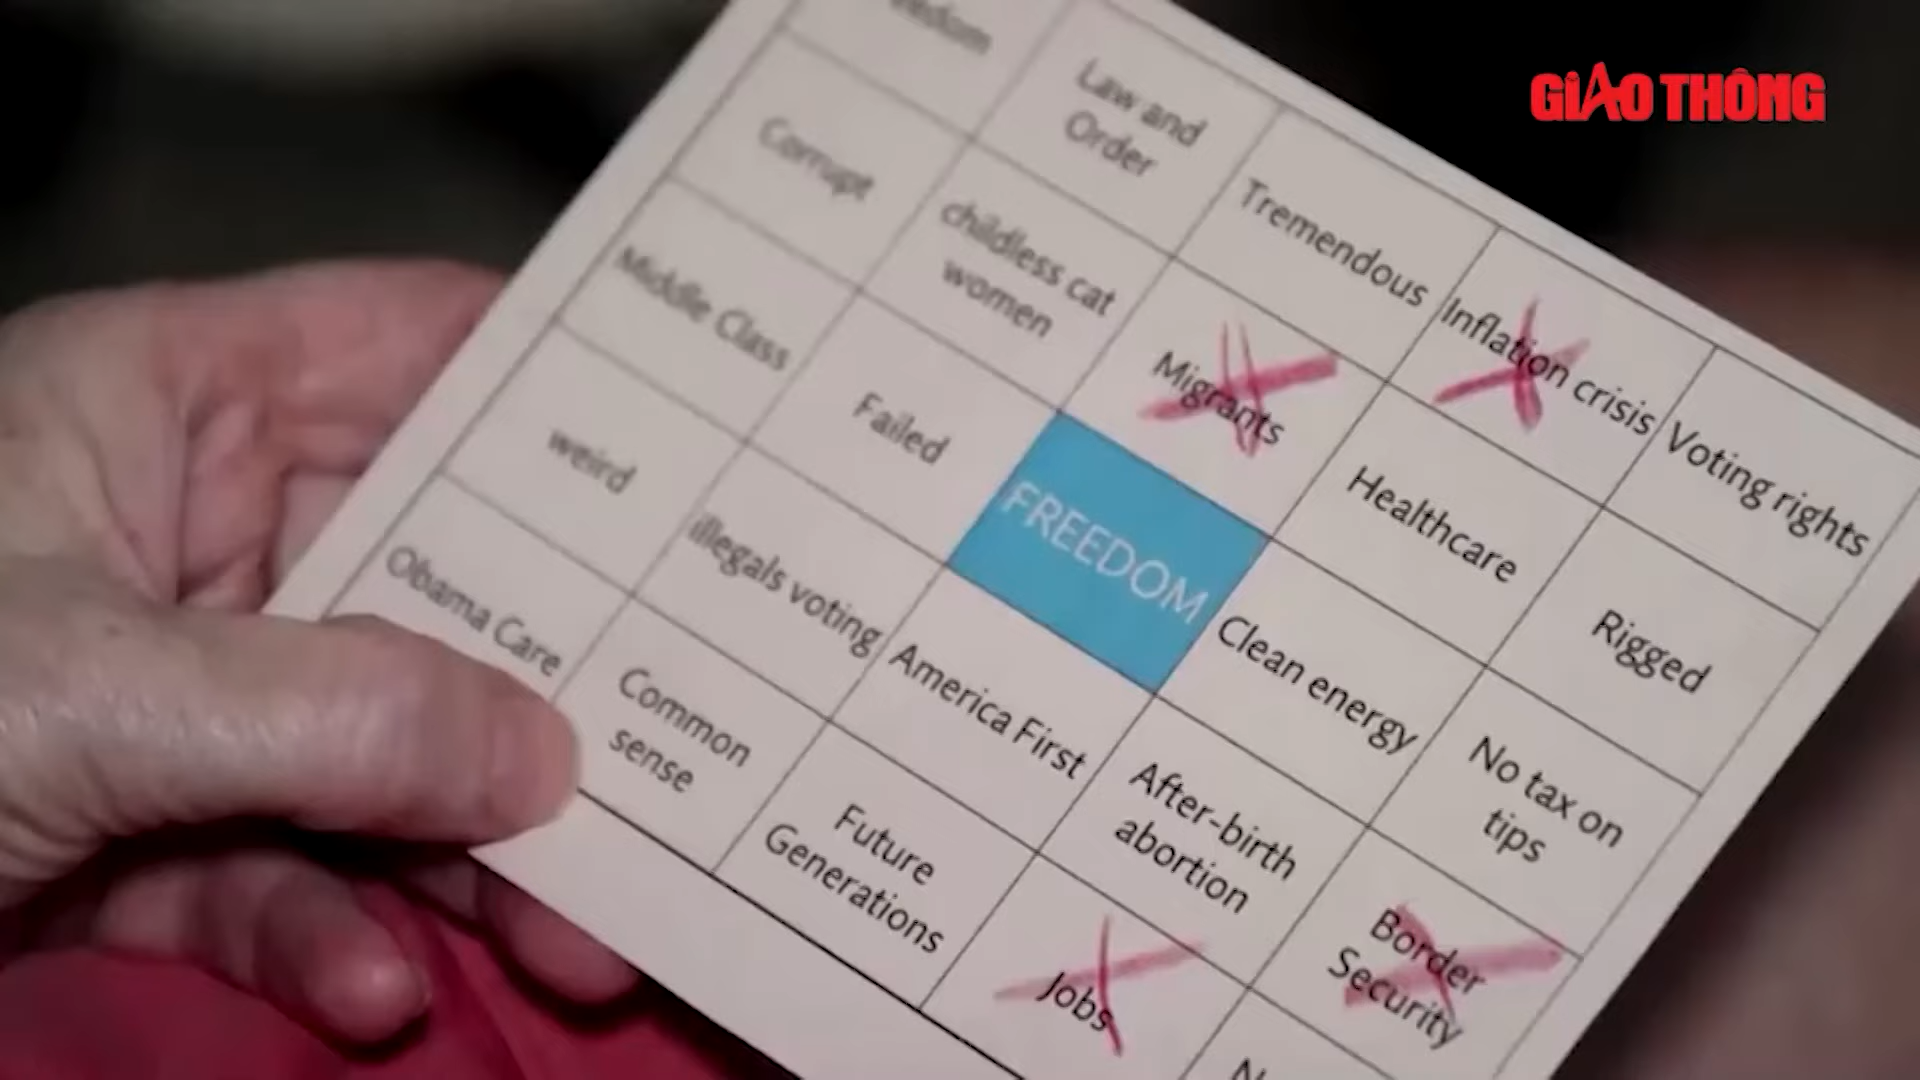 GIAO THÔNG
Law and
Order
Tremendous
Inflation crisis
Voting rights
Corrupt
childless cat
women
Migrants
Healthcare
Rigged
Middle Class
Failed
FREEDOM
Clean energy
No tax on
tips
weird
illegals voting
America First
After-birth
abortion
Border
Security
Obama Care
Common
sense
Future
Generations
Jobs